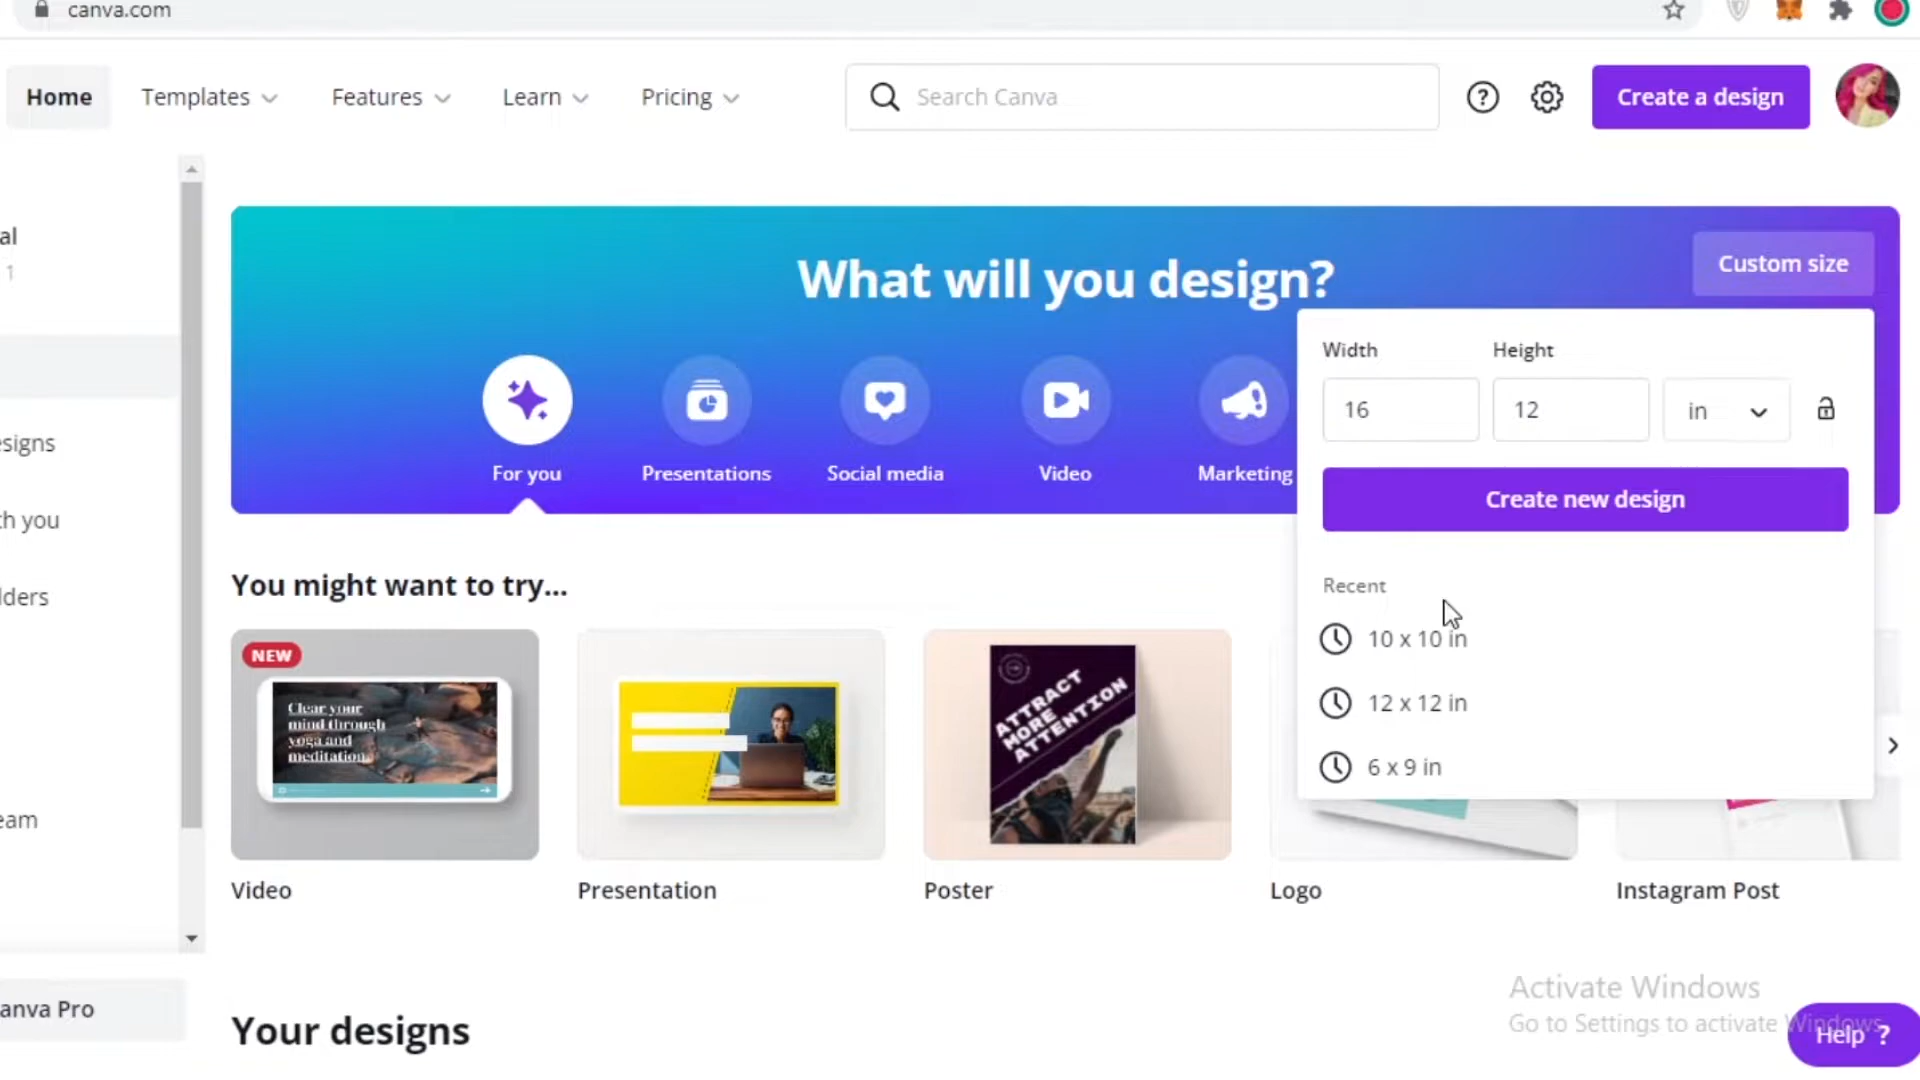 canva.com
Home
Templates
Features
Learn
Pricing
Search Canva
?
Create a design
al
1
What will you design?
Custom size
Width
Height
16
12
in
For you
Presentations
Social media
Video
Marketing
Create new design
esigns
th you
lders
eam
You might want to try...
Recent
10 x 10 in
12 x 12 in
6 x 9 in
NEW
Clear your
mind through
yoga and
meditation.
ATTRACT
MORE
ATTENTION
Video
Presentation
Poster
Logo
Instagram Post
anva Pro
Your designs
Activate Windows
Go to Settings to activate Windows.
Help ?